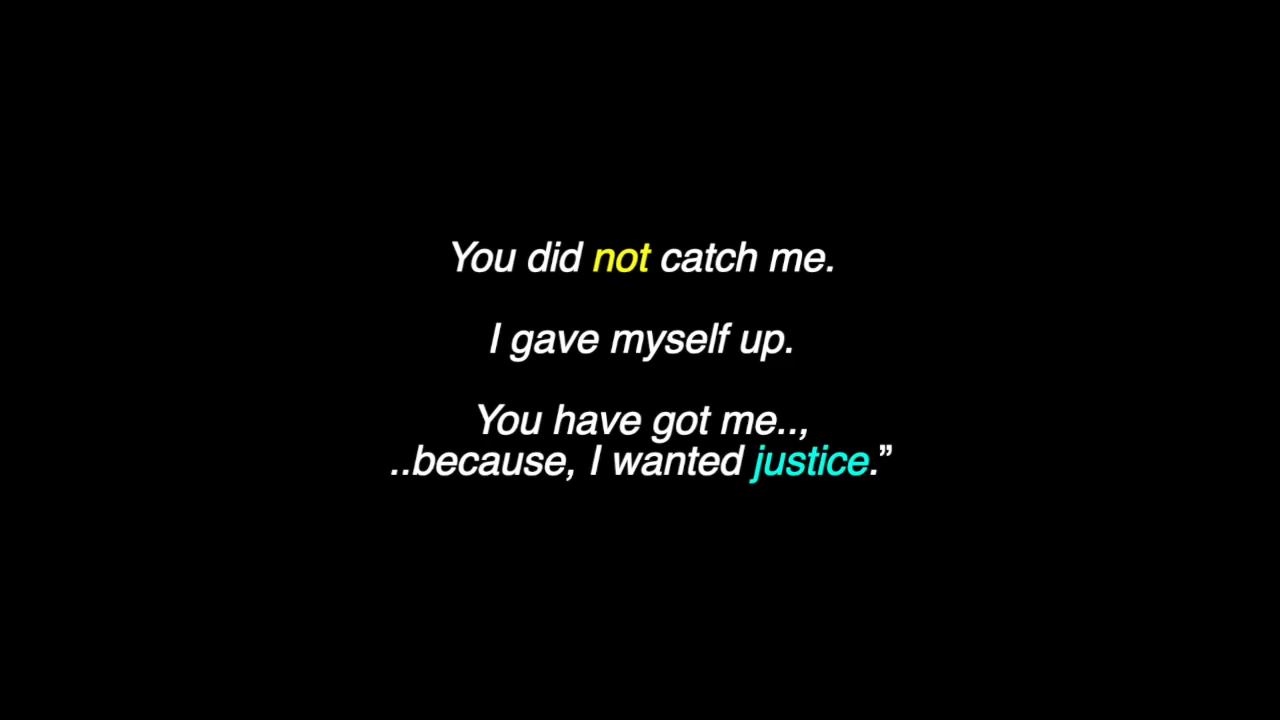 You did not catch me.
I gave myself up.
You have got me..,
..because, I wanted justice.”